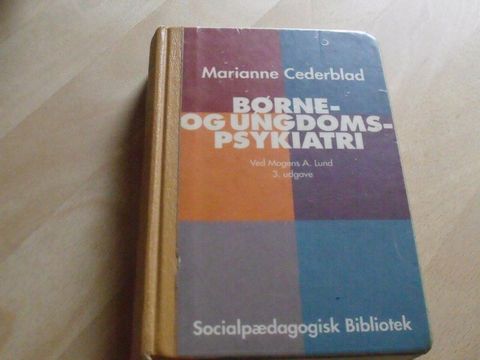 Marianne Cederblad
BØRNE-
OG UNGDOMS-
PSYKIATRI
Ved Mogens A. Lund
3. udgave
Socialpædagogisk Bibliotek